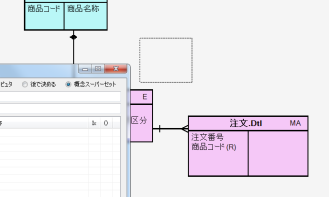 商品コード 商品名称
ピュタ 後で決める 概念スーパーセット
E
区分
注文.Dtl MA
注文番号
商品コード(R)